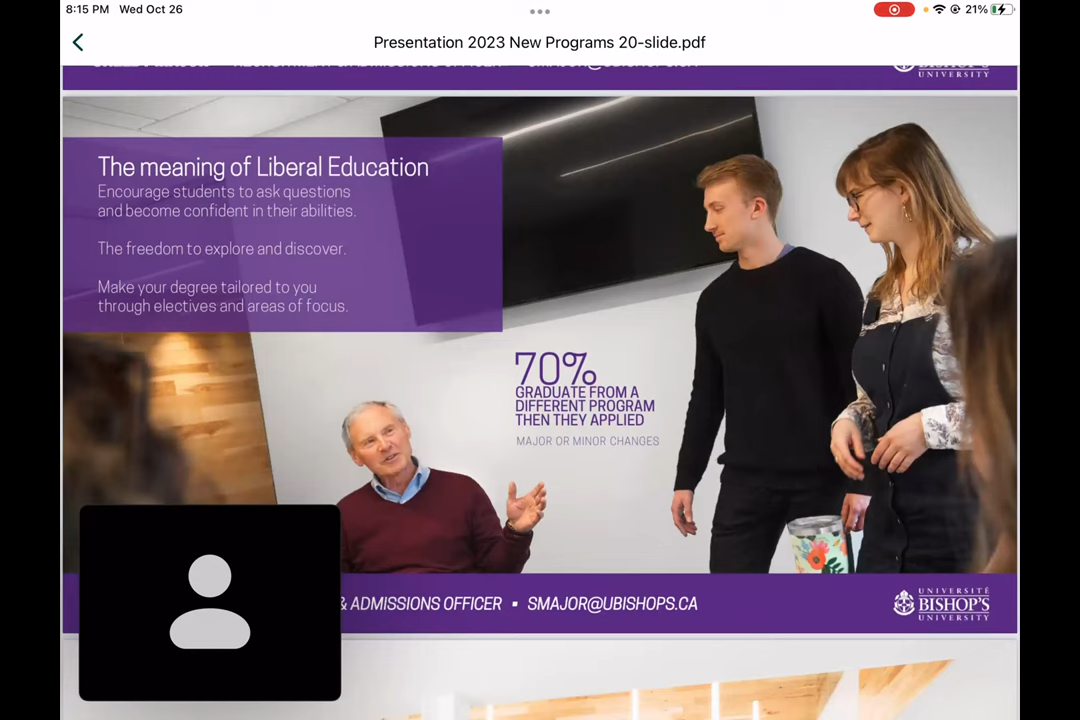 8:15 PM Wed Oct 26
21%
Presentation 2023 New Programs 20-slide.pdf
UNIVERSITY
The meaning of Liberal Education
Encourage students to ask questions
and become confident in their abilities.
The freedom to explore and discover.
Make your degree tailored to you
through electives and areas of focus.
70%
GRADUATE FROM A
DIFFERENT PROGRAM
THEN THEY APPLIED
MAJOR OR MINOR CHANGES
& ADMISSIONS OFFICER ▪ SMAJOR@UBISHOPS.CA
UNIVERSITÉ
BISHOP'S
UNIVERSITY